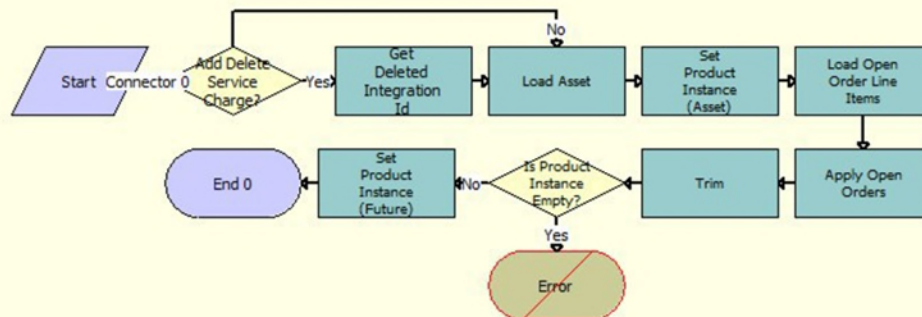 No
Start
Connector 0
Add Delete
Service
Charge?
Yes
Get
Deleted
Integration
Id
Load Asset
Set
Product
Instance
(Asset)
Load Open
Order Line
Items
End 0
Set
Product
Instance
(Future)
No
Is Product
Instance
Empty?
Trim
Apply Open
Orders
Yes
Error